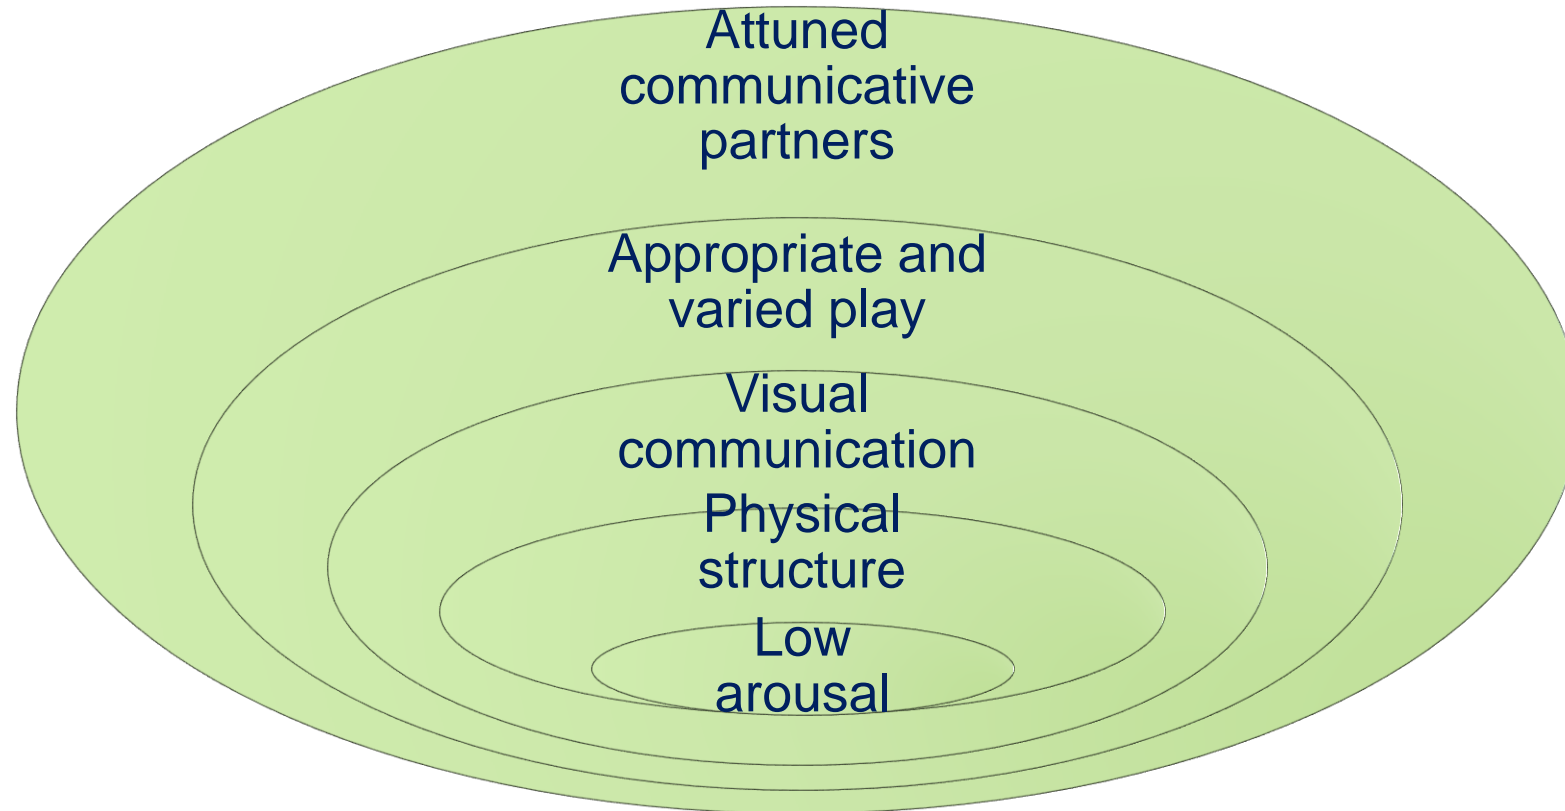 Attuned
communicative
partners
Appropriate and
varied play
Visual
communication
Physical
structure
Low
arousal